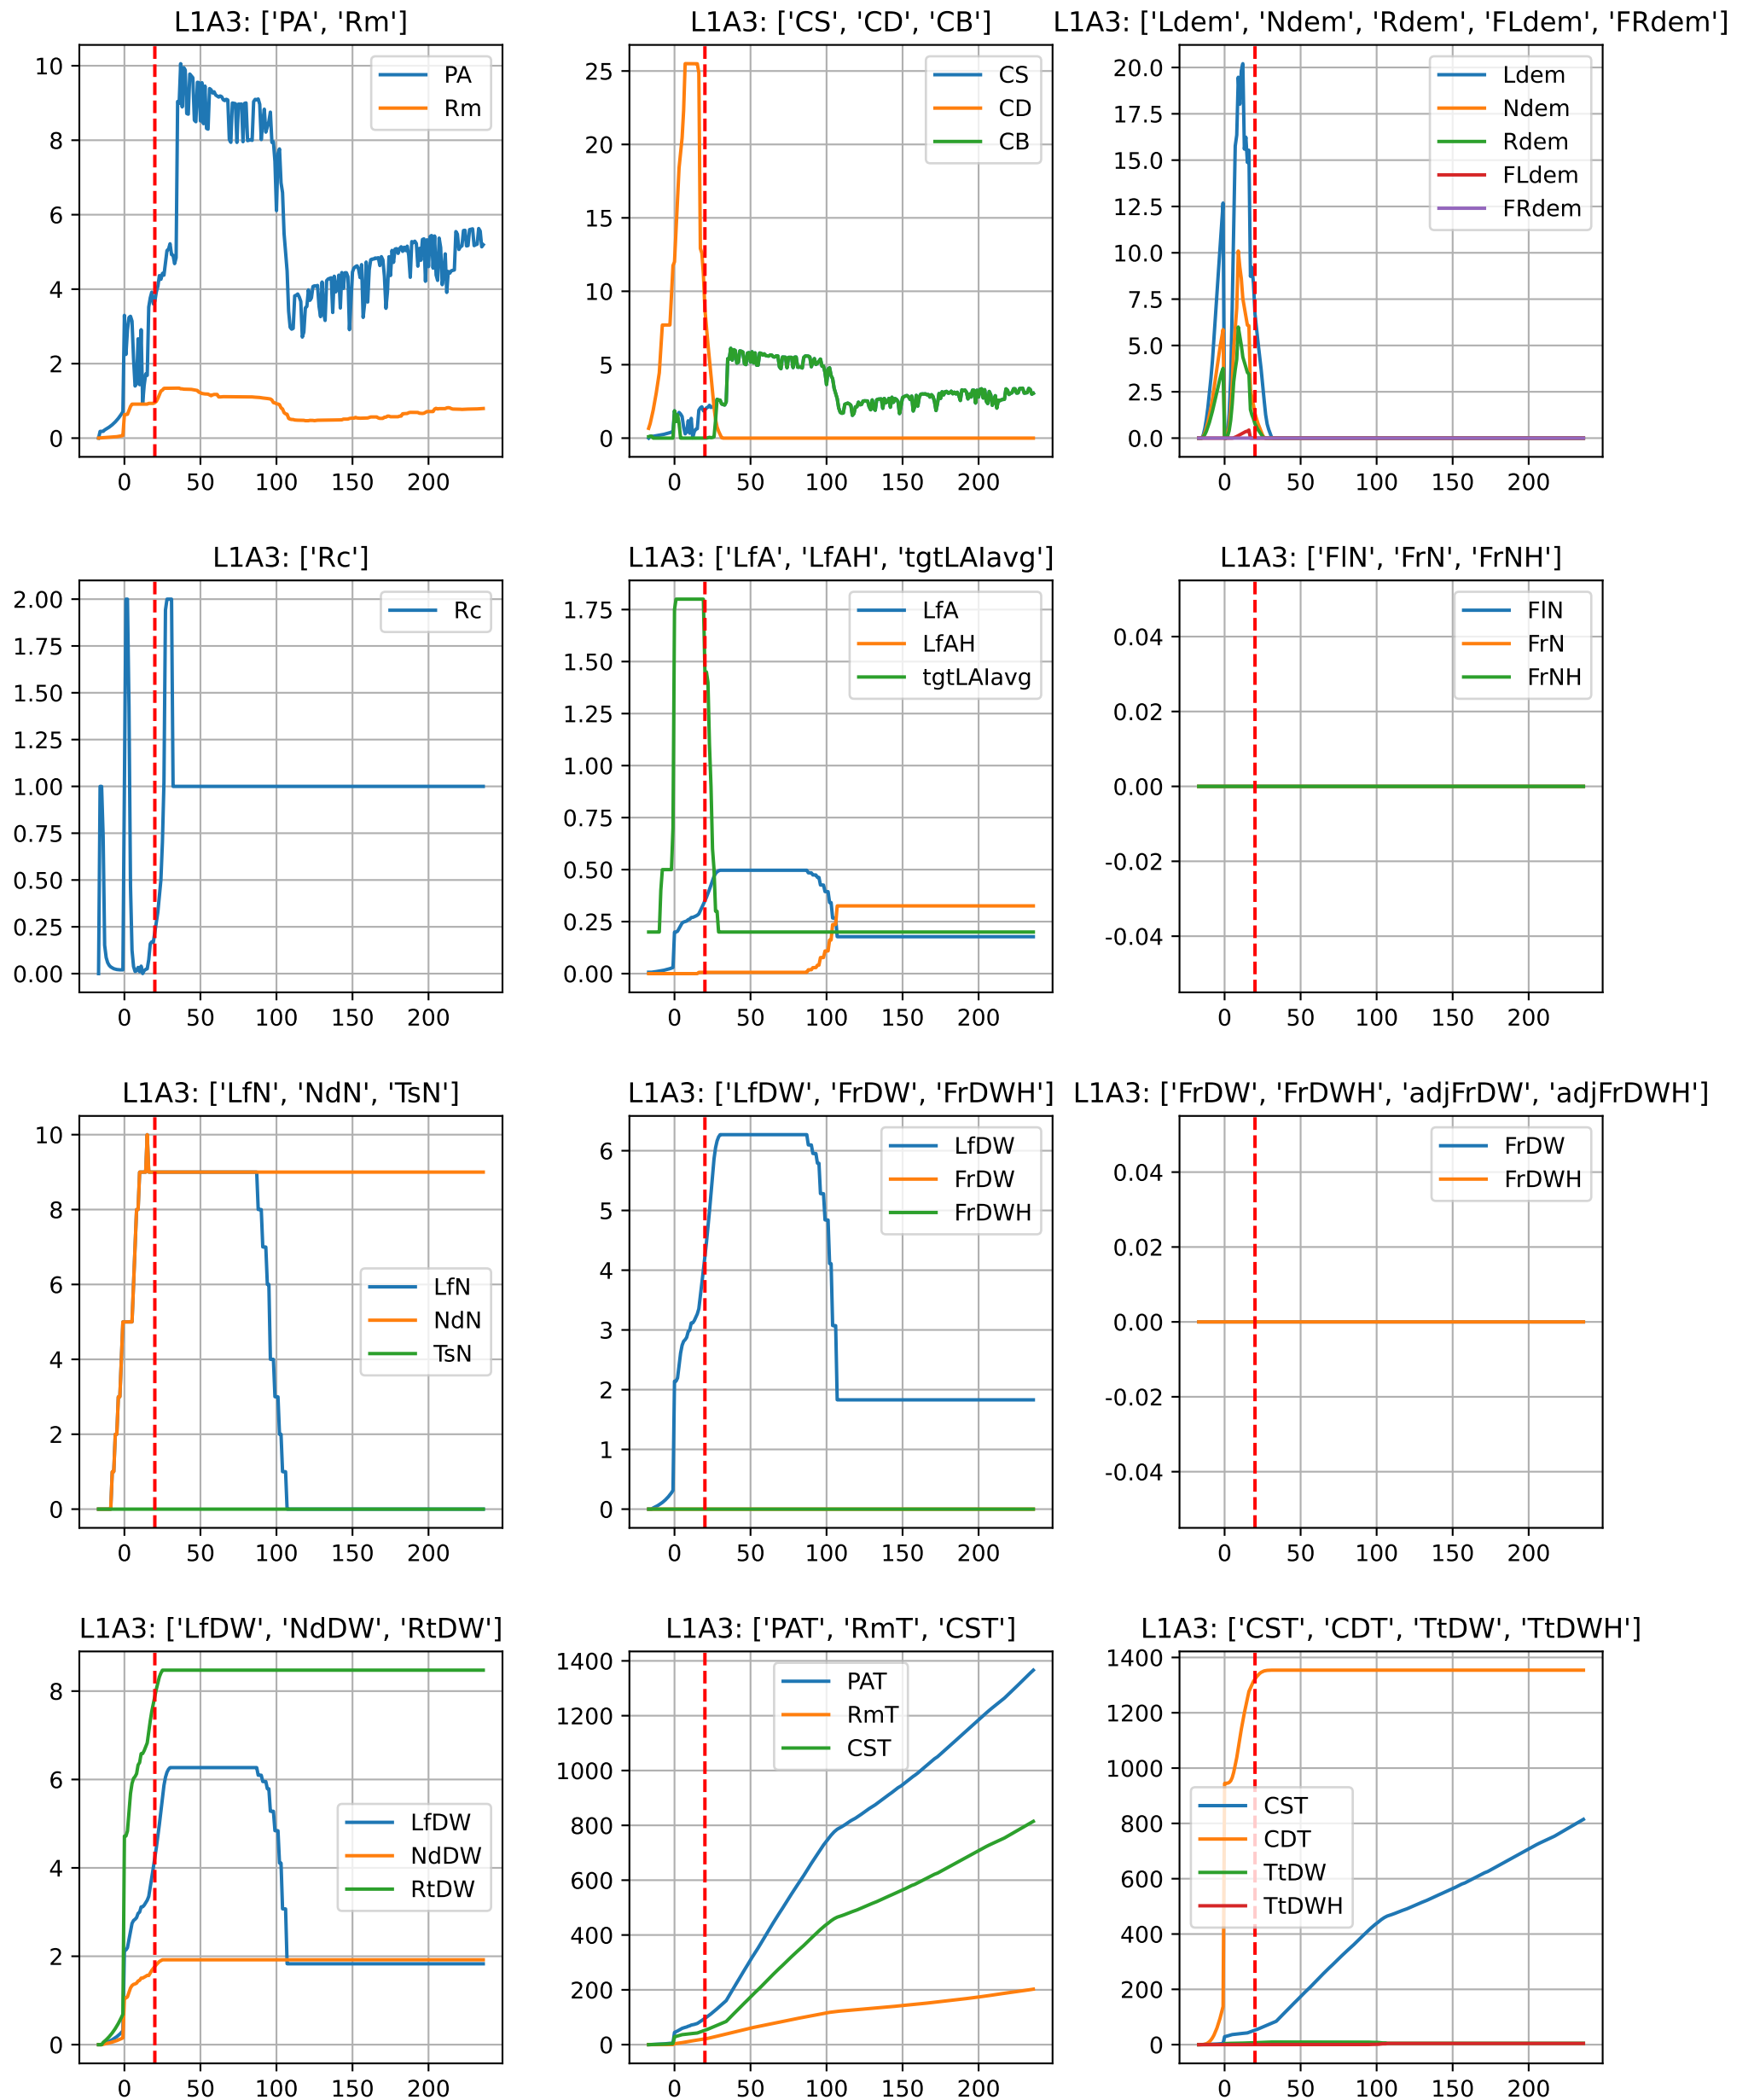 L1A3: ['PA', 'Rm']
10
8
6
4
2
0
0 50 100 150 200
PA
Rm
L1A3: ['CS', 'CD', 'CB']
25
20
15
10
5
0
0 50 100 150 200
CS
CD
CB
L1A3: ['Ldem', 'Ndem', 'Rdem', 'FLdem', 'FRdem']
20.0
17.5
15.0
12.5
10.0
7.5
5.0
2.5
0.0
0 50 100 150 200
Ldem
Ndem
Rdem
FLdem
FRdem
L1A3: ['Rc']
2.00
1.75
1.50
1.25
1.00
0.75
0.50
0.25
0.00
0 50 100 150 200
Rc
L1A3: ['LfA', 'LfAH', 'tgtLAIavg']
1.75
1.50
1.25
1.00
0.75
0.50
0.25
0.00
0 50 100 150 200
LfA
LfAH
tgtLAIavg
L1A3: ['FlN', 'FrN', 'FrNH']
0.04
0.02
0.00
-0.02
-0.04
0 50 100 150 200
FlN
FrN
FrNH
L1A3: ['LfN', 'NdN', 'TsN']
10
8
6
4
2
0
0 50 100 150 200
LfN
NdN
TsN
L1A3: ['LfDW', 'FrDW', 'FrDWH']
6
5
4
3
2
1
0
0 50 100 150 200
LfDW
FrDW
FrDWH
L1A3: ['FrDW', 'FrDWH', 'adjFrDW', 'adjFrDWH']
0.04
0.02
0.00
-0.02
-0.04
0 50 100 150 200
FrDW
FrDWH
L1A3: ['LfDW', 'NdDW', 'RtDW']
8
6
4
2
0
0 50 100 150 200
LfDW
NdDW
RtDW
L1A3: ['PAT', 'RmT', 'CST']
1400
1200
1000
800
600
400
200
0
0 50 100 150 200
PAT
RmT
CST
L1A3: ['CST', 'CDT', 'TtDW', 'TtDWH']
1400
1200
1000
800
600
400
200
0
0 50 100 150 200
CST
CDT
TtDW
TtDWH